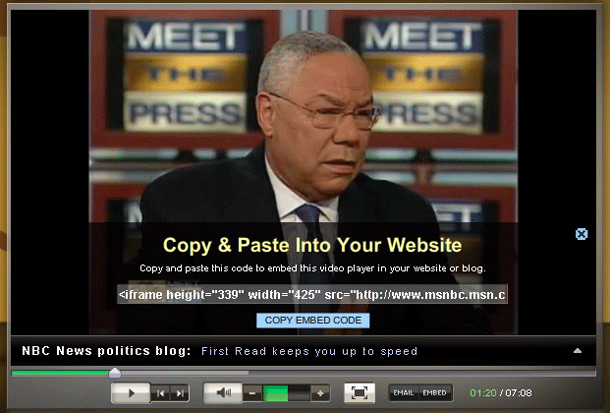 MEET
THE
PRESS
MEET
THE
PRESS
Copy & Paste Into Your Website
Copy and paste this code to embed this video player in your website or blog.
<iframe height="339" width="425" src="http://www.msnbc.msn.c
COPY EMBED CODE
NBC News politics blog: First Read keeps you up to speed
EMAIL EMBED 01:20 / 07:08